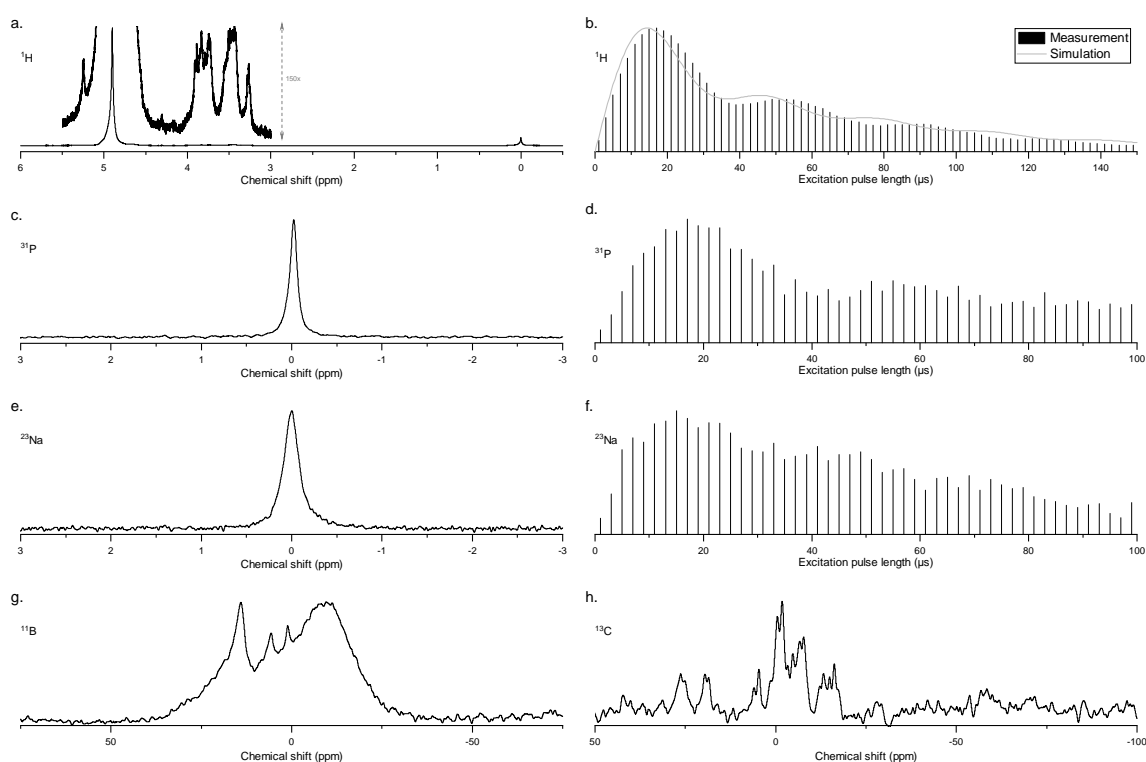 a.
¹H
150x
6 5 4 3 2 0
Chemical shift (ppm)
b.
¹H
Measurement
Simulation
0 20 40 60 80 100 120 140
Excitation pulse length (µs)
c.
³¹P
3 2 1 0 -1 -2 -3
Chemical shift (ppm)
d.
³¹P
0 20 40 60 80 100
Excitation pulse length (µs)
e.
²³Na
3 2 1 0 -1 -2 -3
Chemical shift (ppm)
f.
²³Na
0 20 40 60 80 100
Excitation pulse length (µs)
g.
¹¹B
50 0 -50
Chemical shift (ppm)
h.
¹³C
50 0 -50 -100
Chemical shift (ppm)